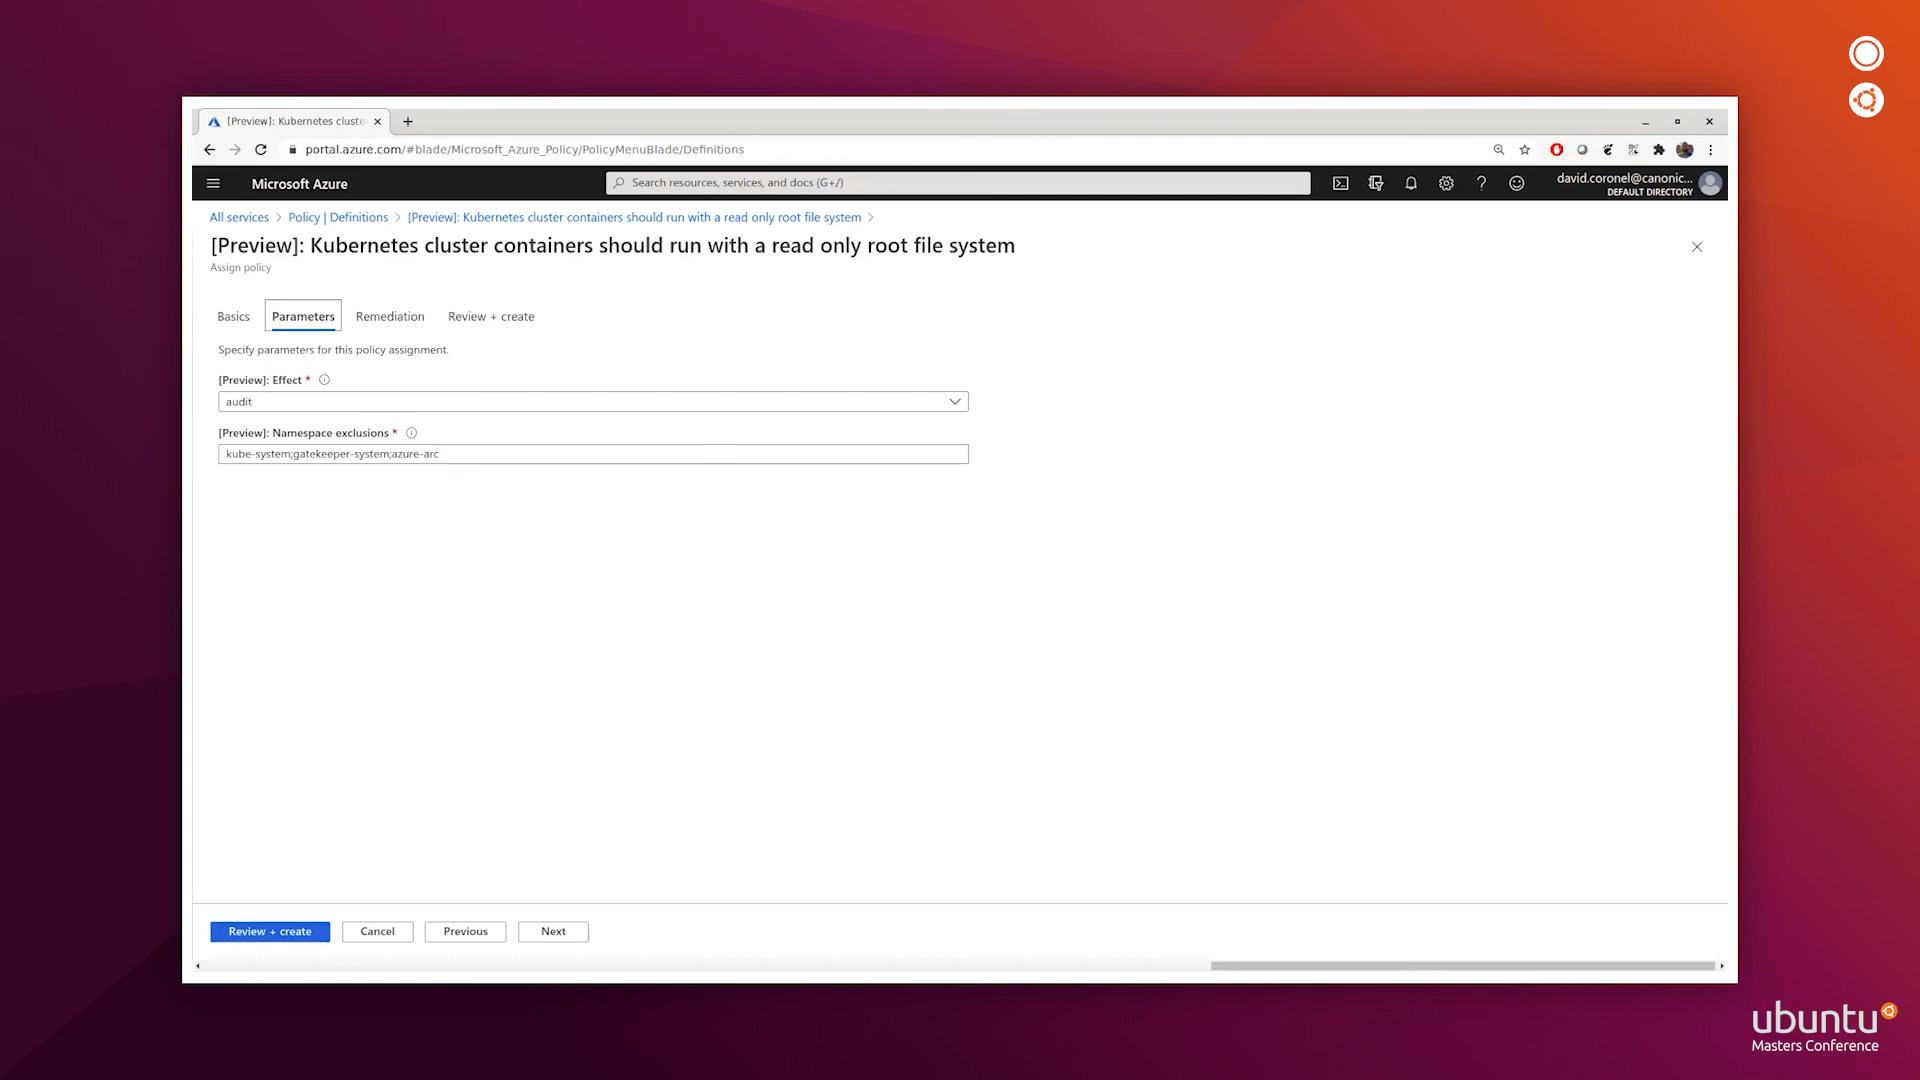 [Preview]: Kubernetes cluste
portal.azure.com/#blade/Microsoft_Azure_Policy/PolicyMenuBlade/Definitions
Microsoft Azure
Search resources, services, and docs (G+/)
david.coronel@canonic...
DEFAULT DIRECTORY
All services > Policy | Definitions > [Preview]: Kubernetes cluster containers should run with a read only root file system >
[Preview]: Kubernetes cluster containers should run with a read only root file system
Assign policy
Basics Parameters Remediation Review + create
Specify parameters for this policy assignment.
[Preview]: Effect *
audit
[Preview]: Namespace exclusions *
kube-system;gatekeeper-system;azure-arc
Review + create Cancel Previous Next
ubuntu
Masters Conference